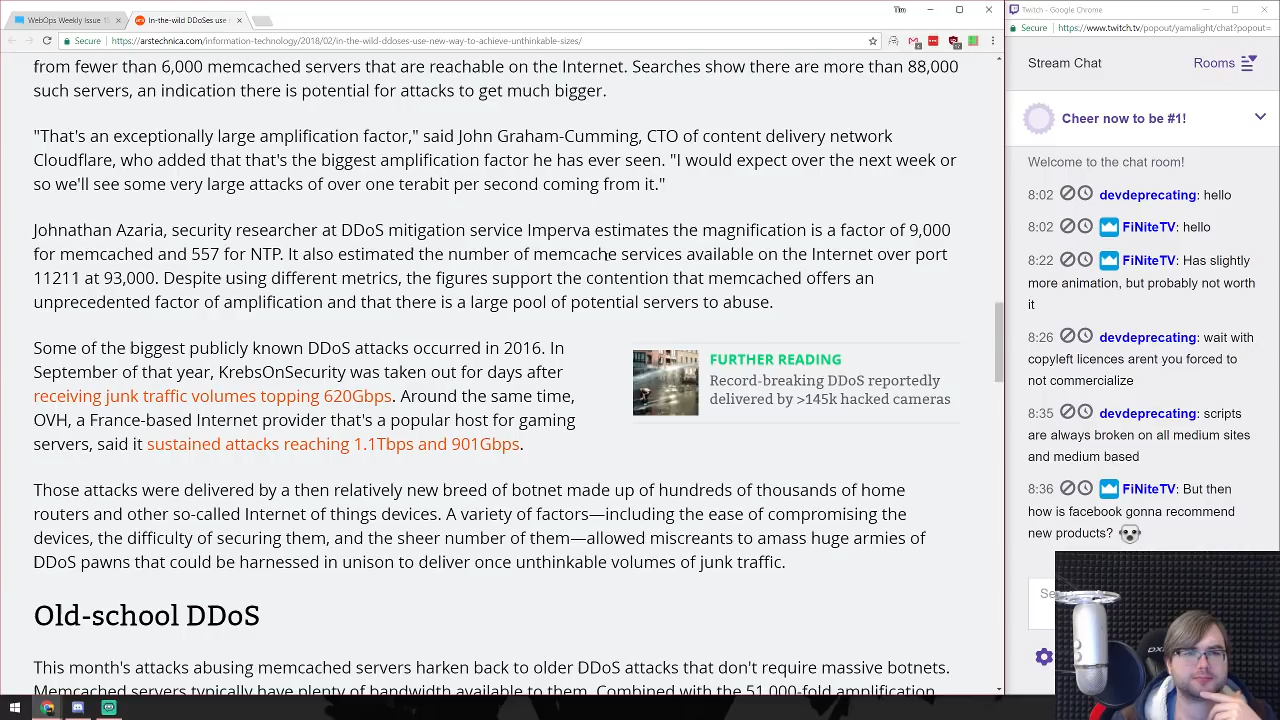 WebOps Weekly Issue 15
In-the-wild DDoSes use
Tim
Twitch - Google Chrome
Secure
https://arstechnica.com/information-technology/2018/02/in-the-wild-ddoses-use-new-way-to-achieve-unthinkable-sizes/
Secure
https://www.twitch.tv/popout/yamalight/chat?popout=
from fewer than 6,000 memcached servers that are reachable on the Internet. Searches show there are more than 88,000
such servers, an indication there is potential for attacks to get much bigger.
"That's an exceptionally large amplification factor," said John Graham-Cumming, CTO of content delivery network
Cloudflare, who added that that's the biggest amplification factor he has ever seen. "I would expect over the next week or
so we'll see some very large attacks of over one terabit per second coming from it."
Johnathan Azaria, security researcher at DDoS mitigation service Imperva estimates the magnification is a factor of 9,000
for memcached and 557 for NTP. It also estimated the number of memcache services available on the Internet over port
11211 at 93,000. Despite using different metrics, the figures support the contention that memcached offers an
unprecedented factor of amplification and that there is a large pool of potential servers to abuse.
Some of the biggest publicly known DDoS attacks occurred in 2016. In
September of that year, KrebsOnSecurity was taken out for days after
receiving junk traffic volumes topping 620Gbps. Around the same time,
OVH, a France-based Internet provider that's a popular host for gaming
servers, said it sustained attacks reaching 1.1Tbps and 901Gbps.
FURTHER READING
Record-breaking DDoS reportedly
delivered by >145k hacked cameras
Those attacks were delivered by a then relatively new breed of botnet made up of hundreds of thousands of home
routers and other so-called Internet of things devices. A variety of factors—including the ease of compromising the
devices, the difficulty of securing them, and the sheer number of them—allowed miscreants to amass huge armies of
DDoS pawns that could be harnessed in unison to deliver once unthinkable volumes of junk traffic.
Old-school DDoS
This month's attacks abusing memcached servers harken back to older DDoS attacks that don't require massive botnets.
Memcached servers typically have plenty of bandwidth available to them. Combined with the 51,000-fold amplification
Stream Chat
Rooms
Cheer now to be #1!
Welcome to the chat room!
8:02 devdeprecating: hello
8:02 FiNiteTV: hello
8:22 FiNiteTV: Has slightly
more animation, but probably not worth
it
8:26 devdeprecating: wait with
copyleft licences arent you forced to
not commercialize
8:35 devdeprecating: scripts
are always broken on all medium sites
and medium based
8:36 FiNiteTV: But then
how is facebook gonna recommend
new products?